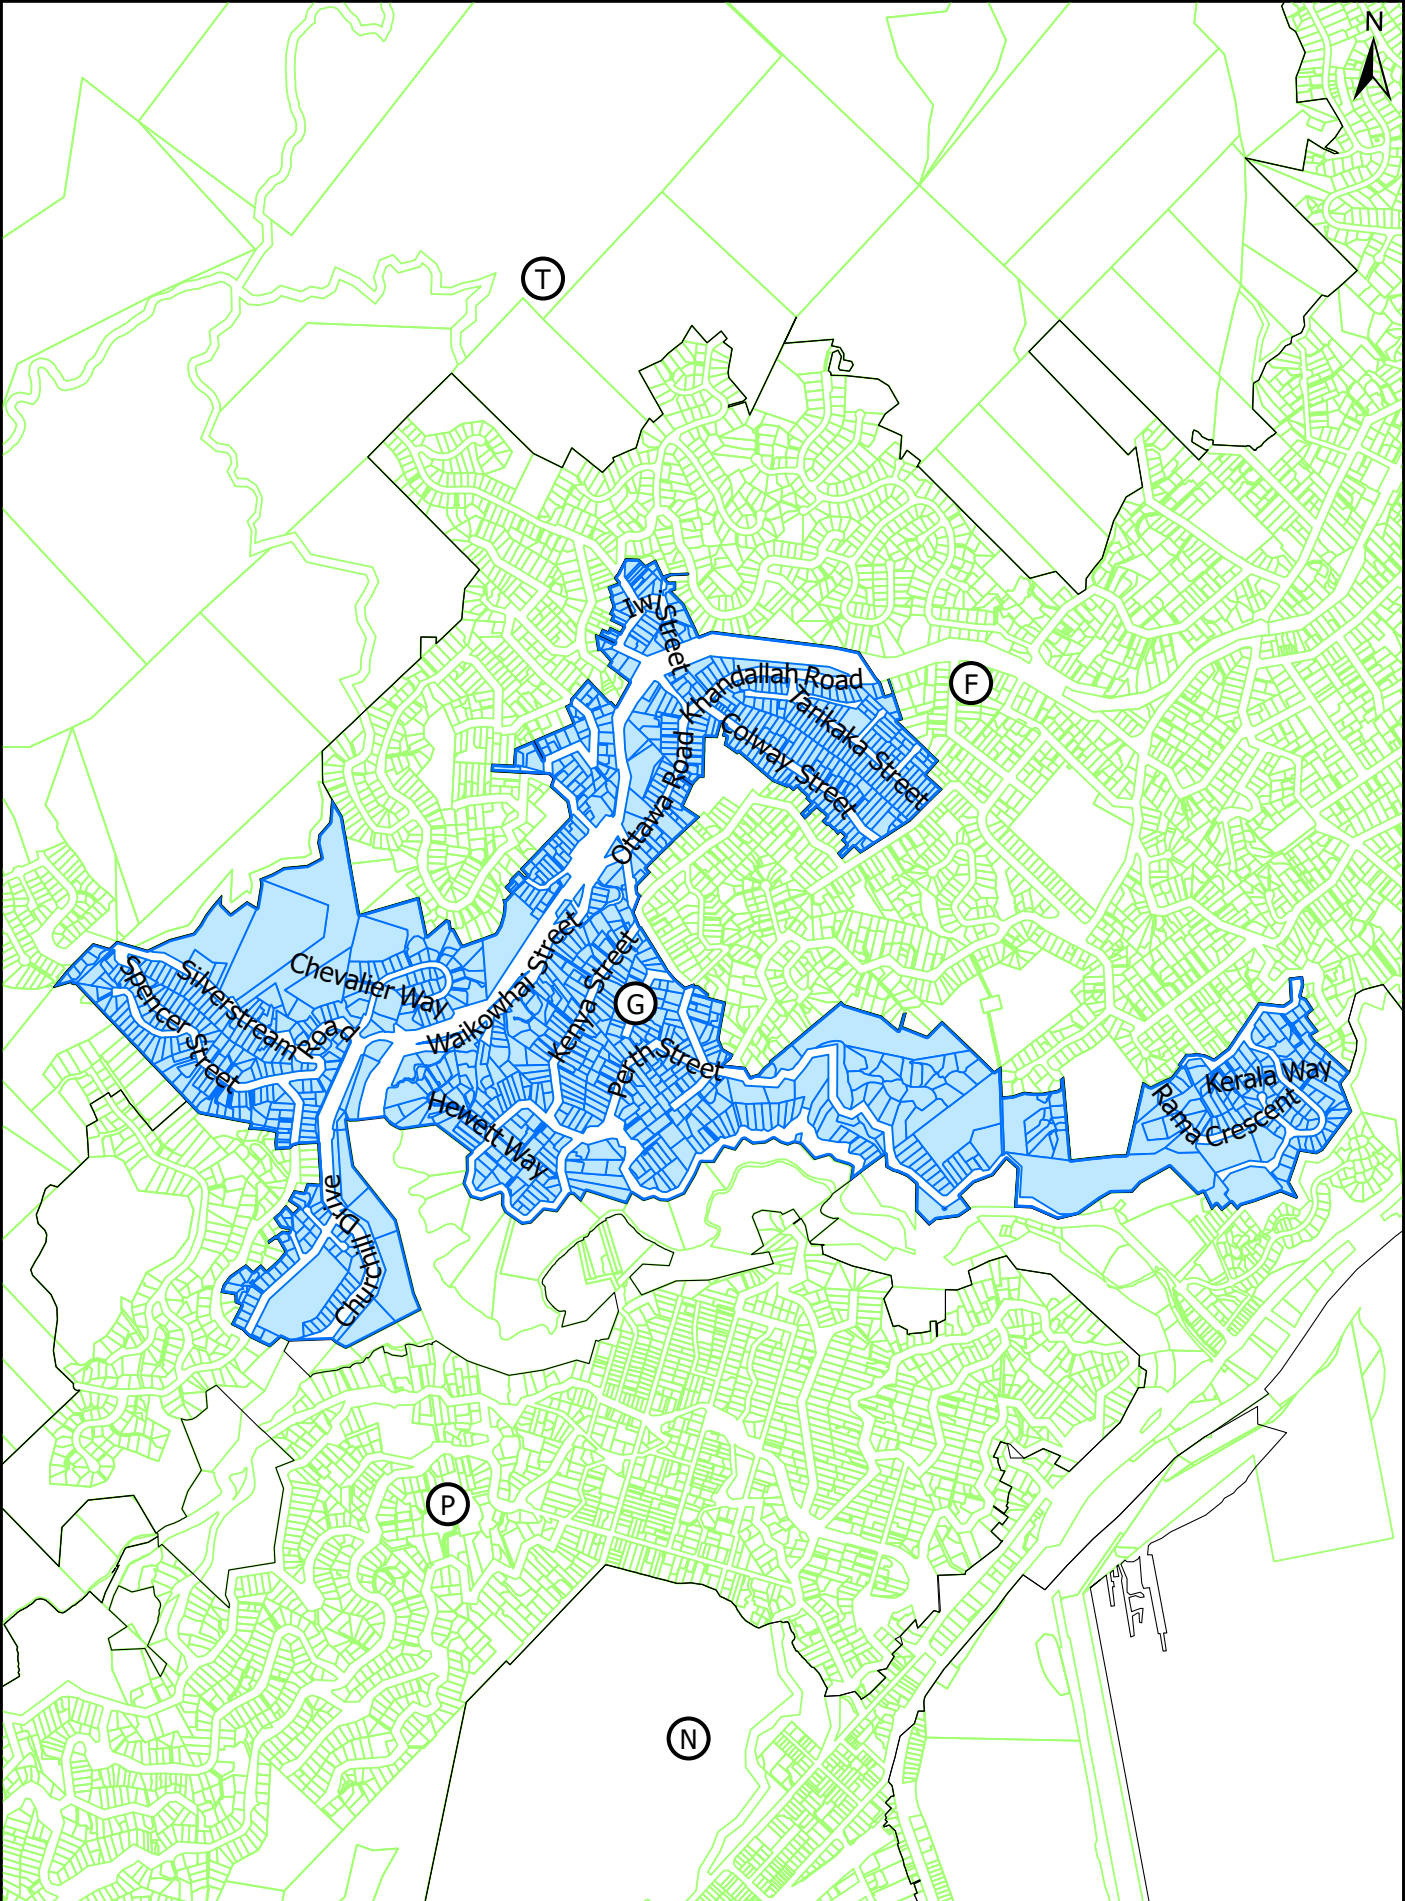 N
T
Iwi Street
F
Khandallah Road
Tarikaka Street
Colway Street
Ottawa Road
Waikowhai Street
Kenya Street
Chevalier Way
Silverstream Road
Spencer Street
G
Perth Street
Hewett Way
Kerala Way
Rama Crescent
Churchill Drive
P
N